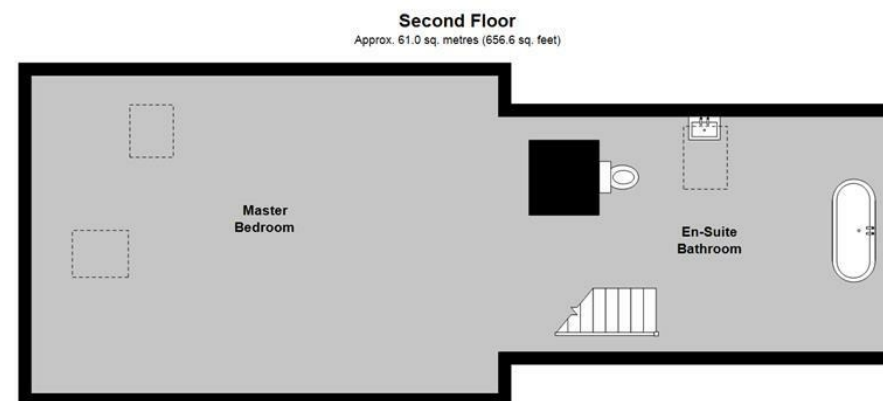 Second Floor
Approx. 61.0 sq. metres (656.6 sq. feet)
Master
Bedroom
En-Suite
Bathroom